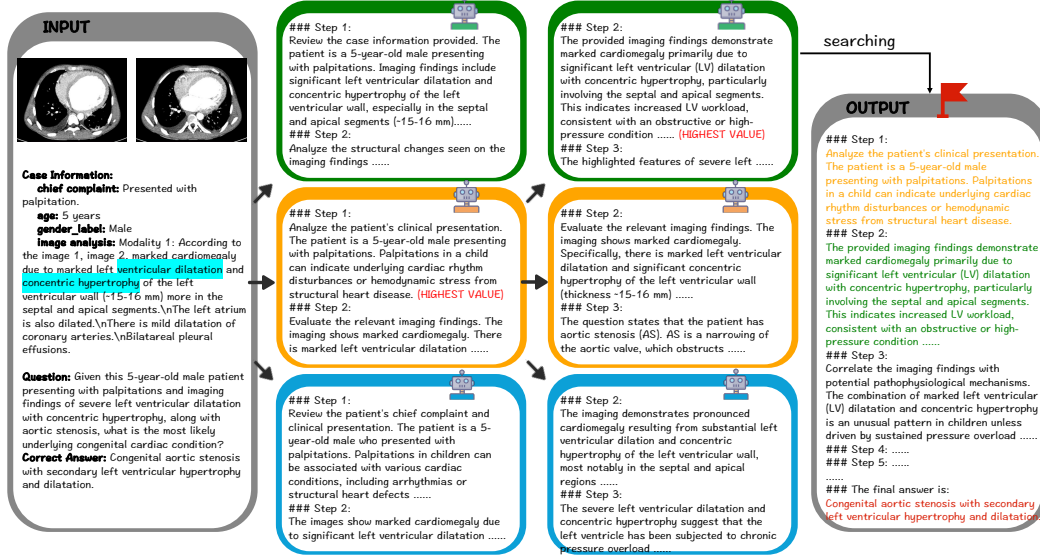 INPUT
Case Information:
chief complaint: Presented with
palpitation.
age: 5 years
gender_label: Male
image analysis: Modality 1: According to
the image 1, image 2, marked cardiomegaly
due to marked left ventricular dilatation and
concentric hypertrophy of the left
ventricular wall (~15-16 mm) more in the
septal and apical segments.\nThe left atrium
is also dilated.\nThere is mild dilatation of
coronary arteries.\nBilatareal pleural
effusions.
Question: Given this 5-year-old male patient
presenting with palpitations and imaging
findings of severe left ventricular dilatation
with concentric hypertrophy, along with
aortic stenosis, what is the most likely
underlying congenital cardiac condition?
Correct Answer: Congenital aortic stenosis
with secondary left ventricular hypertrophy
and dilatation.
### Step 1:
Review the case information provided. The
patient is a 5-year-old male presenting
with palpitations. Imaging findings include
significant left ventricular dilatation and
concentric hypertrophy of the left
ventricular wall, especially in the septal
and apical segments (~15-16 mm)......
### Step 2:
Analyze the structural changes seen on the
imaging findings ......
### Step 1:
Analyze the patient's clinical presentation.
The patient is a 5-year-old male presenting
with palpitations. Palpitations in a child
can indicate underlying cardiac rhythm
disturbances or hemodynamic stress from
structural heart disease. (HIGHEST VALUE)
### Step 2:
Evaluate the relevant imaging findings. The
imaging shows marked cardiomegaly. There
is marked left ventricular dilatation ......
### Step 1:
Review the patient's chief complaint and
clinical presentation. The patient is a 5-
year-old male who presented with
palpitations. Palpitations in children can
be associated with various cardiac
conditions, including arrhythmias or
structural heart defects ......
### Step 2:
The images show marked cardiomegaly due
to significant left ventricular dilatation ......
### Step 2:
The provided imaging findings demonstrate
marked cardiomegaly primarily due to
significant left ventricular (LV) dilatation
with concentric hypertrophy, particularly
involving the septal and apical segments.
This indicates increased LV workload,
consistent with an obstructive or high-
pressure condition ...... (HIGHEST VALUE)
### Step 3:
The highlighted features of severe left ......
### Step 2:
Evaluate the relevant imaging findings. The
imaging shows marked cardiomegaly.
Specifically, there is marked left ventricular
dilatation and significant concentric
hypertrophy of the left ventricular wall
(thickness ~15-16 mm) ......
### Step 3:
The question states that the patient has
aortic stenosis (AS). AS is a narrowing of
the aortic valve, which obstructs ......
### Step 2:
The imaging demonstrates pronounced
cardiomegaly resulting from substantial left
ventricular dilation and concentric
hypertrophy of the left ventricular wall,
most notably in the septal and apical
regions ......
### Step 3:
The severe left ventricular dilatation and
concentric hypertrophy suggest that the
left ventricle has been subjected to chronic
pressure overload ......
searching
OUTPUT
### Step 1:
Analyze the patient's clinical presentation.
The patient is a 5-year-old male
presenting with palpitations. Palpitations
in a child can indicate underlying cardiac
rhythm disturbances or hemodynamic
stress from structural heart disease.
### Step 2:
The provided imaging findings demonstrate
marked cardiomegaly primarily due to
significant left ventricular (LV) dilatation
with concentric hypertrophy, particularly
involving the septal and apical segments.
This indicates increased LV workload,
consistent with an obstructive or high-
pressure condition ......
### Step 3:
Correlate the imaging findings with
potential pathophysiological mechanisms.
The combination of marked left ventricular
(LV) dilatation and concentric hypertrophy
is an unusual pattern in children unless
driven by sustained pressure overload ......
### Step 4: ......
### Step 5: ......
......
### The final answer is:
Congenital aortic stenosis with secondary
left ventricular hypertrophy and dilatation.